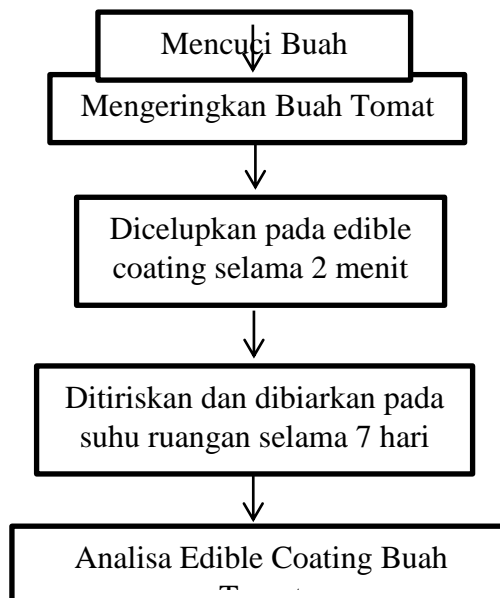 Mencuci Buah
Mengeringkan Buah Tomat
Dicelupkan pada edible
coating selama 2 menit
Ditiriskan dan dibiarkan pada
suhu ruangan selama 7 hari
Analisa Edible Coating Buah